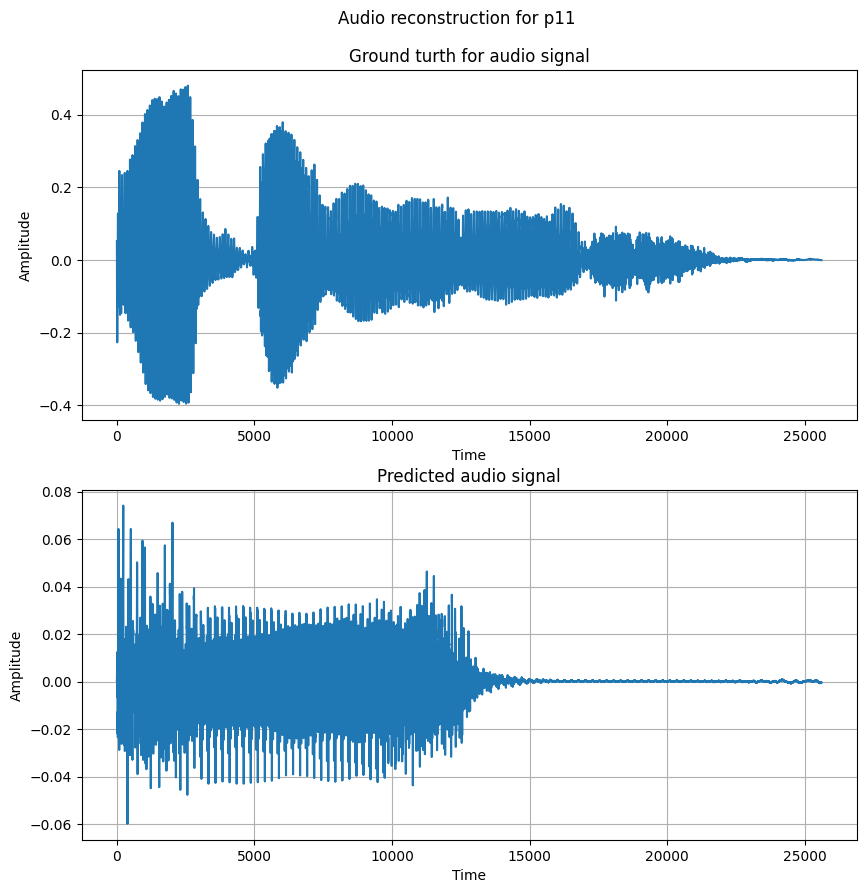 Audio reconstruction for p11
Ground turth for audio signal
0.4
0.2
0.0
−0.2
−0.4
Amplitude
0 5000 10000 15000 20000 25000
Time
Predicted audio signal
0.08
0.06
0.04
0.02
0.00
−0.02
−0.04
−0.06
Amplitude
0 5000 10000 15000 20000 25000
Time